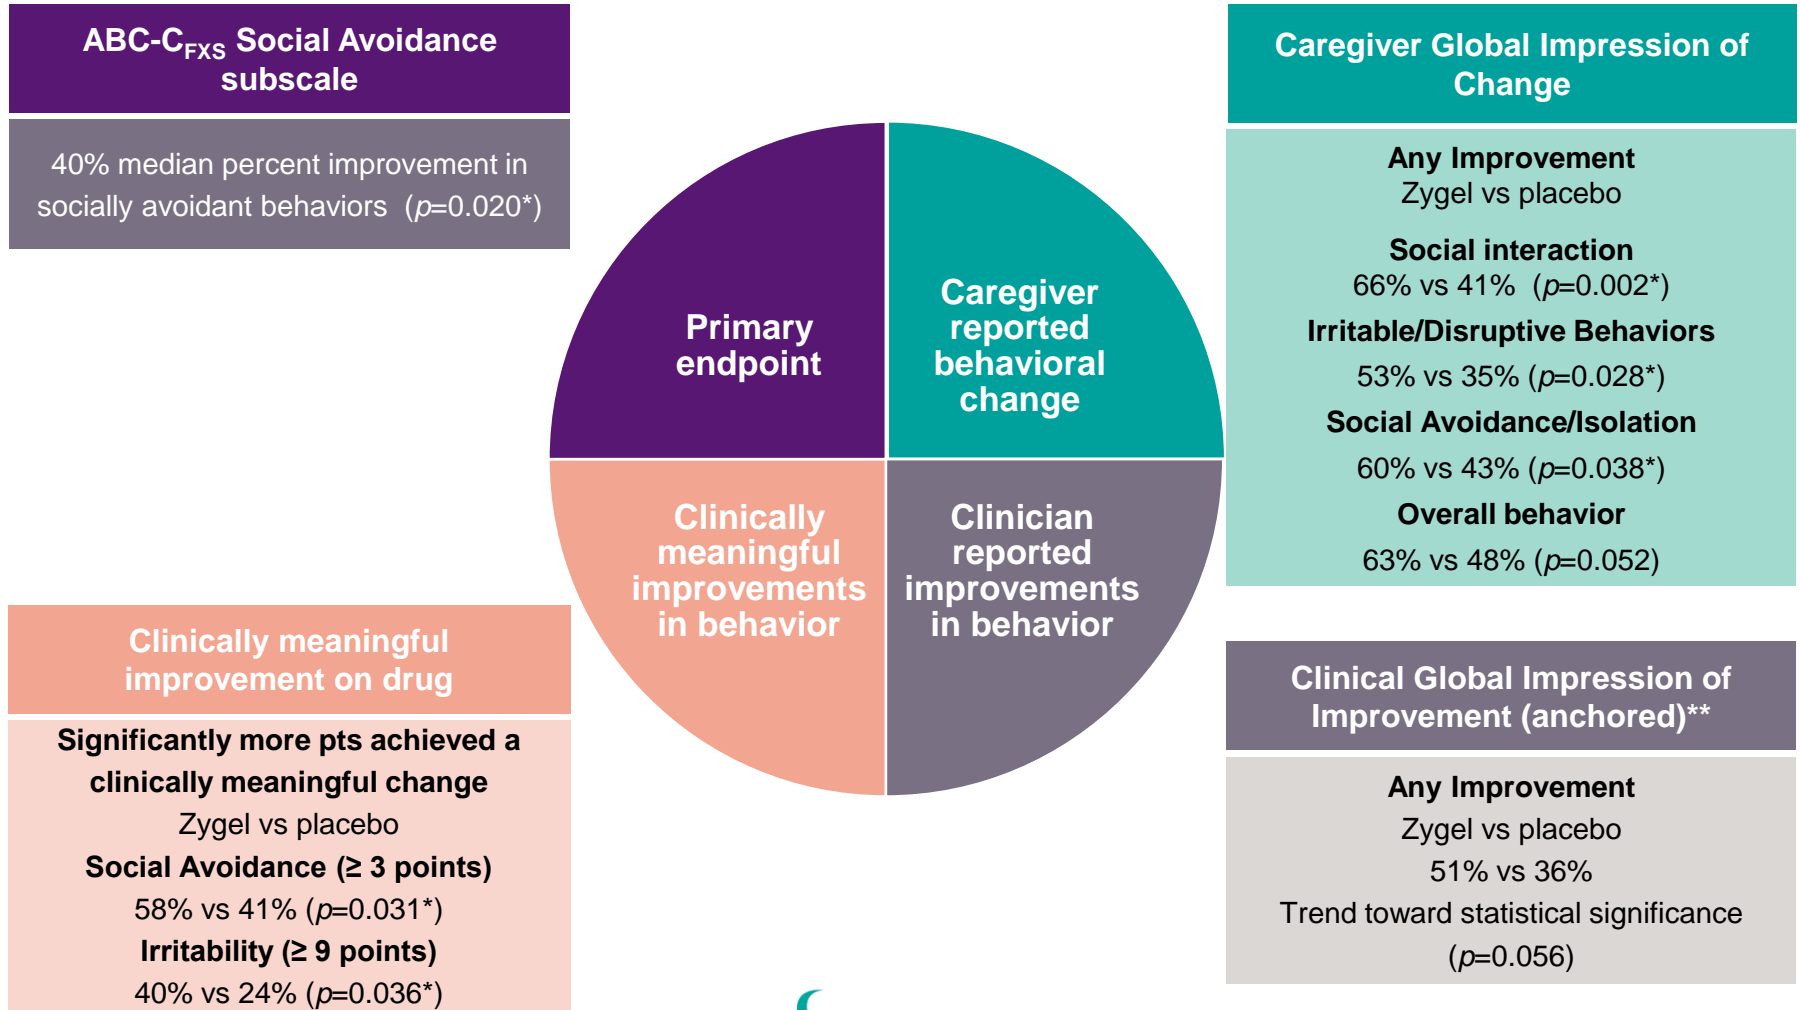 ABC-C_FXS Social Avoidance
subscale
40% median percent improvement in
socially avoidant behaviors (p=0.020*)
Primary
endpoint
Caregiver
reported
behavioral
change
Clinically
meaningful
improvements
in behavior
Clinician
reported
improvements
in behavior
Caregiver Global Impression of
Change
Any Improvement
Zygel vs placebo
Social interaction
66% vs 41% (p=0.002*)
Irritable/Disruptive Behaviors
53% vs 35% (p=0.028*)
Social Avoidance/Isolation
60% vs 43% (p=0.038*)
Overall behavior
63% vs 48% (p=0.052)
Clinically meaningful
improvement on drug
Significantly more pts achieved a
clinically meaningful change
Zygel vs placebo
Social Avoidance (≥ 3 points)
58% vs 41% (p=0.031*)
Irritability (≥ 9 points)
40% vs 24% (p=0.036*)
Clinical Global Impression of
Improvement (anchored)**
Any Improvement
Zygel vs placebo
51% vs 36%
Trend toward statistical significance
(p=0.056)